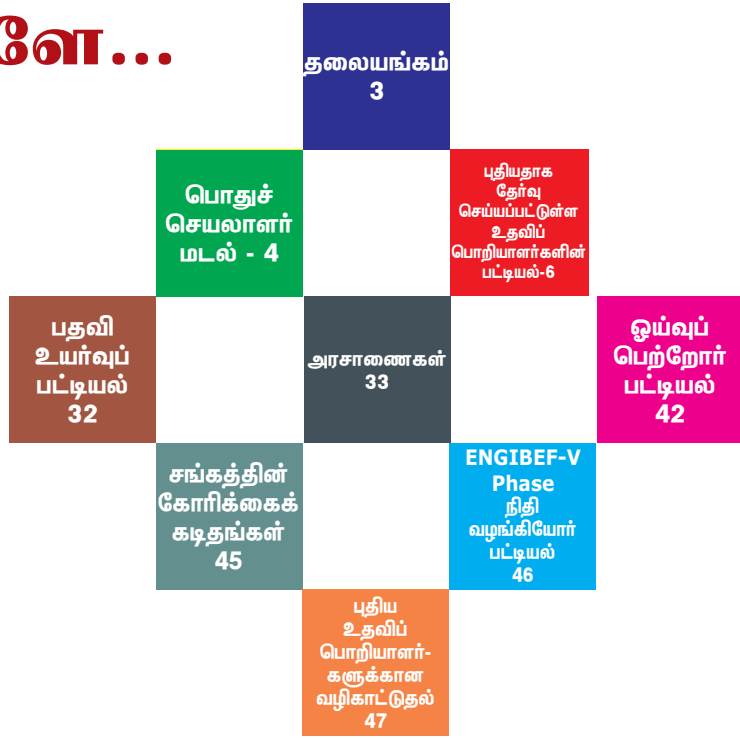 ளே...
தலையங்கம்
3
பொதுச்
செயலாளர்
மடல் - 4
புதியதாக
தேர்வு
செய்யப்பட்டுள்ள
உதவிப்
பொறியாளர்களின்
பட்டியல்-6
பதவி
உயர்வுப்
பட்டியல்
32
அரசாணைகள்
33
ஓய்வுப்
பெற்றோர்
பட்டியல்
42
சங்கத்தின்
கோரிக்கைக்
கடிதங்கள்
45
ENGIBEF-V
Phase
நிதி
வழங்கியோர்
பட்டியல்
46
புதிய
உதவிப்
பொறியாளர்-
களுக்கான
வழிகாட்டுதல்
47